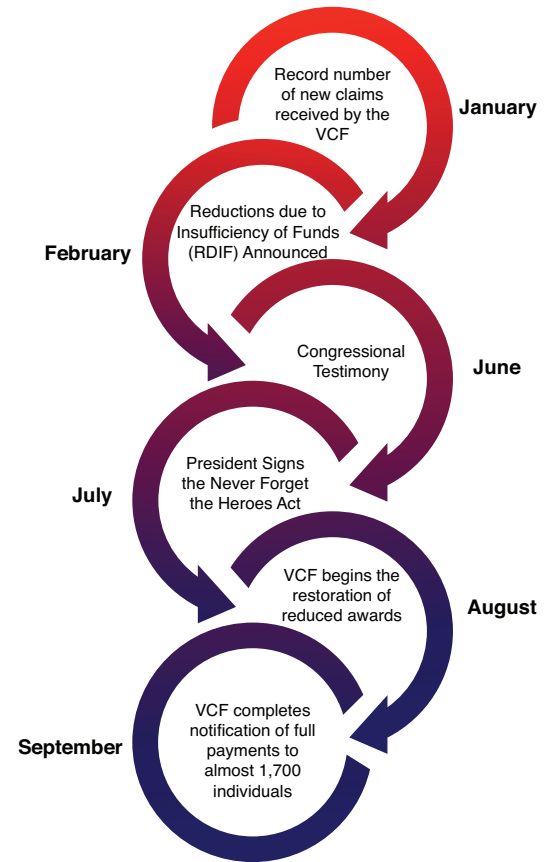 Record number
of new claims
received by the
VCF
January
Reductions due to
Insufficiency of Funds
(RDIF) Announced
February
Congressional
Testimony
June
President Signs
the Never Forget
the Heroes Act
July
VCF begins the
restoration of
reduced awards
August
VCF completes
notification of full
payments to
almost 1,700
individuals
September